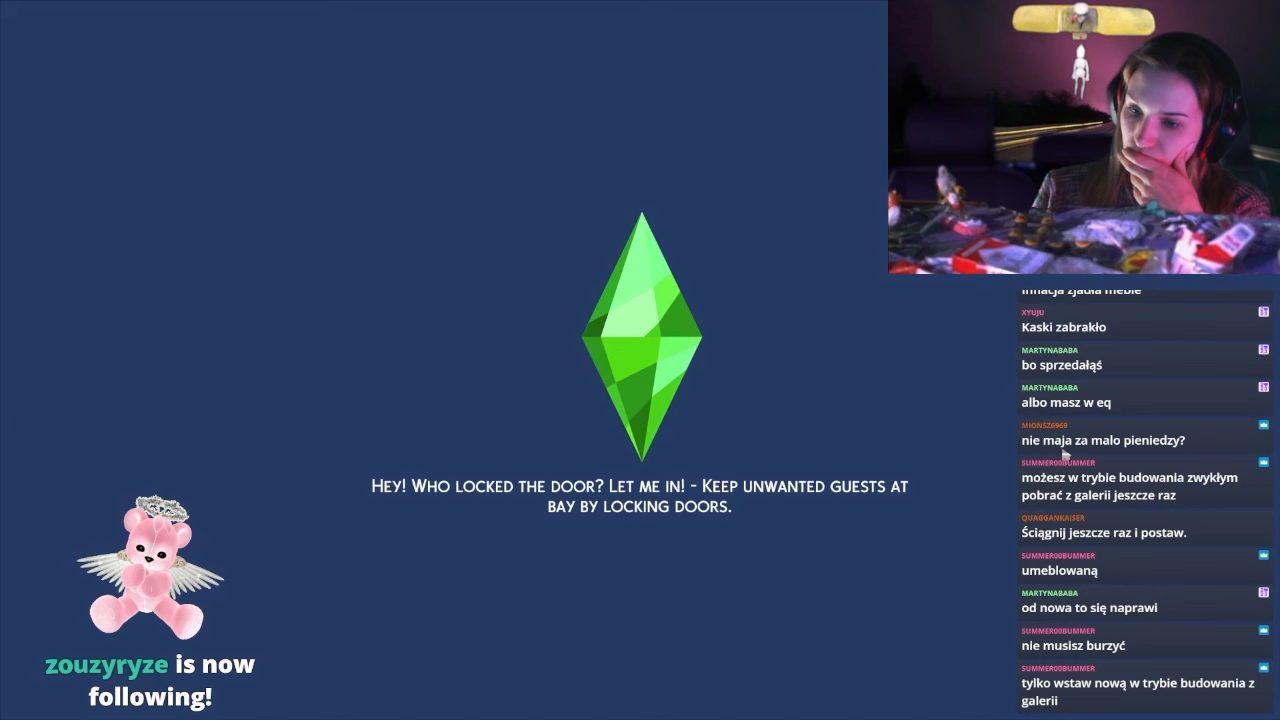 HEY! WHO LOCKED THE DOOR? LET ME IN! - KEEP UNWANTED GUESTS AT
BAY BY LOCKING DOORS.
zouzyryze is now
following!
inflacja zjadła meble
XYUJU
Kaski zabrakło
MARTYNABABA
bo sprzedałąś
MARTYNABABA
albo masz w eq
MIONSZ6969
nie maja za malo pieniedzy?
SUMMER00BUMMER
możesz w trybie budowania zwykłym
pobrać z galerii jeszcze raz
QUAGGANKAISER
Ściągnij jeszcze raz i postaw.
SUMMER00BUMMER
umeblowaną
MARTYNABABA
od nowa to się naprawi
SUMMER00BUMMER
nie musisz burzyć
SUMMER00BUMMER
tylko wstaw nową w trybie budowania z
galerii